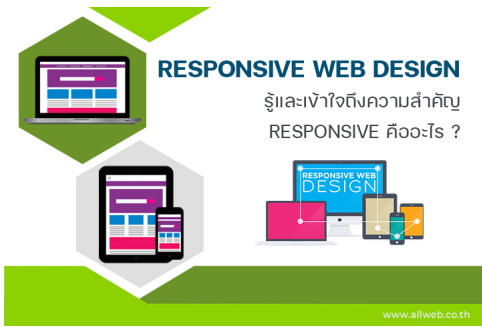 RESPONSIVE WEB DESIGN
รู้และเข้าใจถึงความสำคัญ
RESPONSIVE คืออะไร ?
RESPONSIVE WEB
DESIGN
www.allweb.co.th